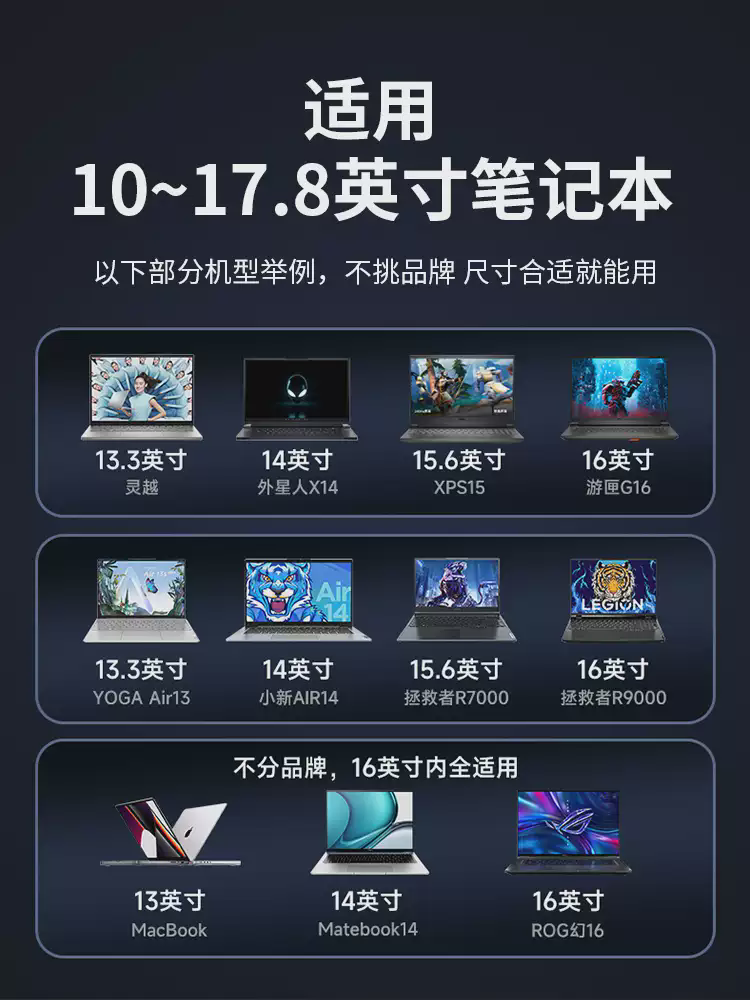 适用
10~17.8英寸笔记本
以下部分机型举例，不挑品牌 尺寸合适就能用
13.3英寸
14英寸
15.6英寸
16英寸
灵越
外星人X14
XPS15
游匣G16
Air
14
LEGION
13.3英寸
14英寸
15.6英寸
16英寸
YOGA Air13
小新AIR14
拯救者R7000
拯救者R9000
不分品牌，16英寸内全适用
13英寸
14英寸
16英寸
MacBook
Matebook14
ROG幻16